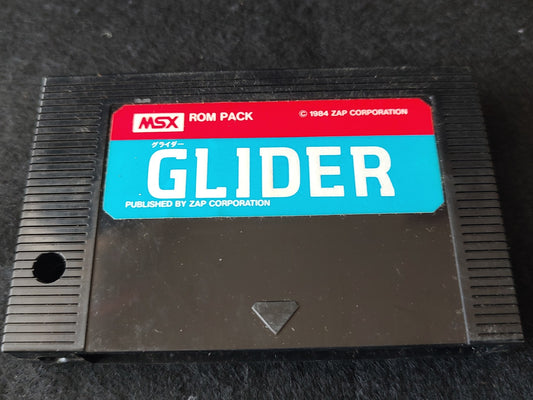 MSX ROM PACK © 1984 ZAP CORPORATION
グライダー
GLIDER
PUBLISHED BY ZAP CORPORATION